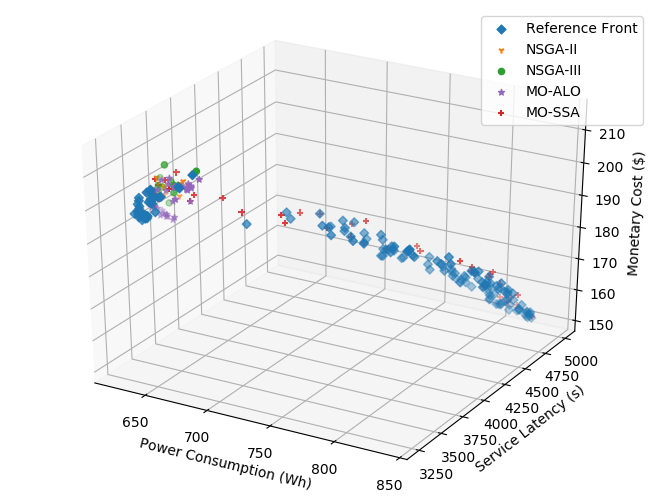 Reference Front
NSGA-II
NSGA-III
MO-ALO
MO-SSA
210
200
190
180
170
160
150
Monetary Cost ($)
5000
4750
4500
4250
4000
3750
3500
3250
Service Latency (s)
650
700
750
800
850
Power Consumption (Wh)